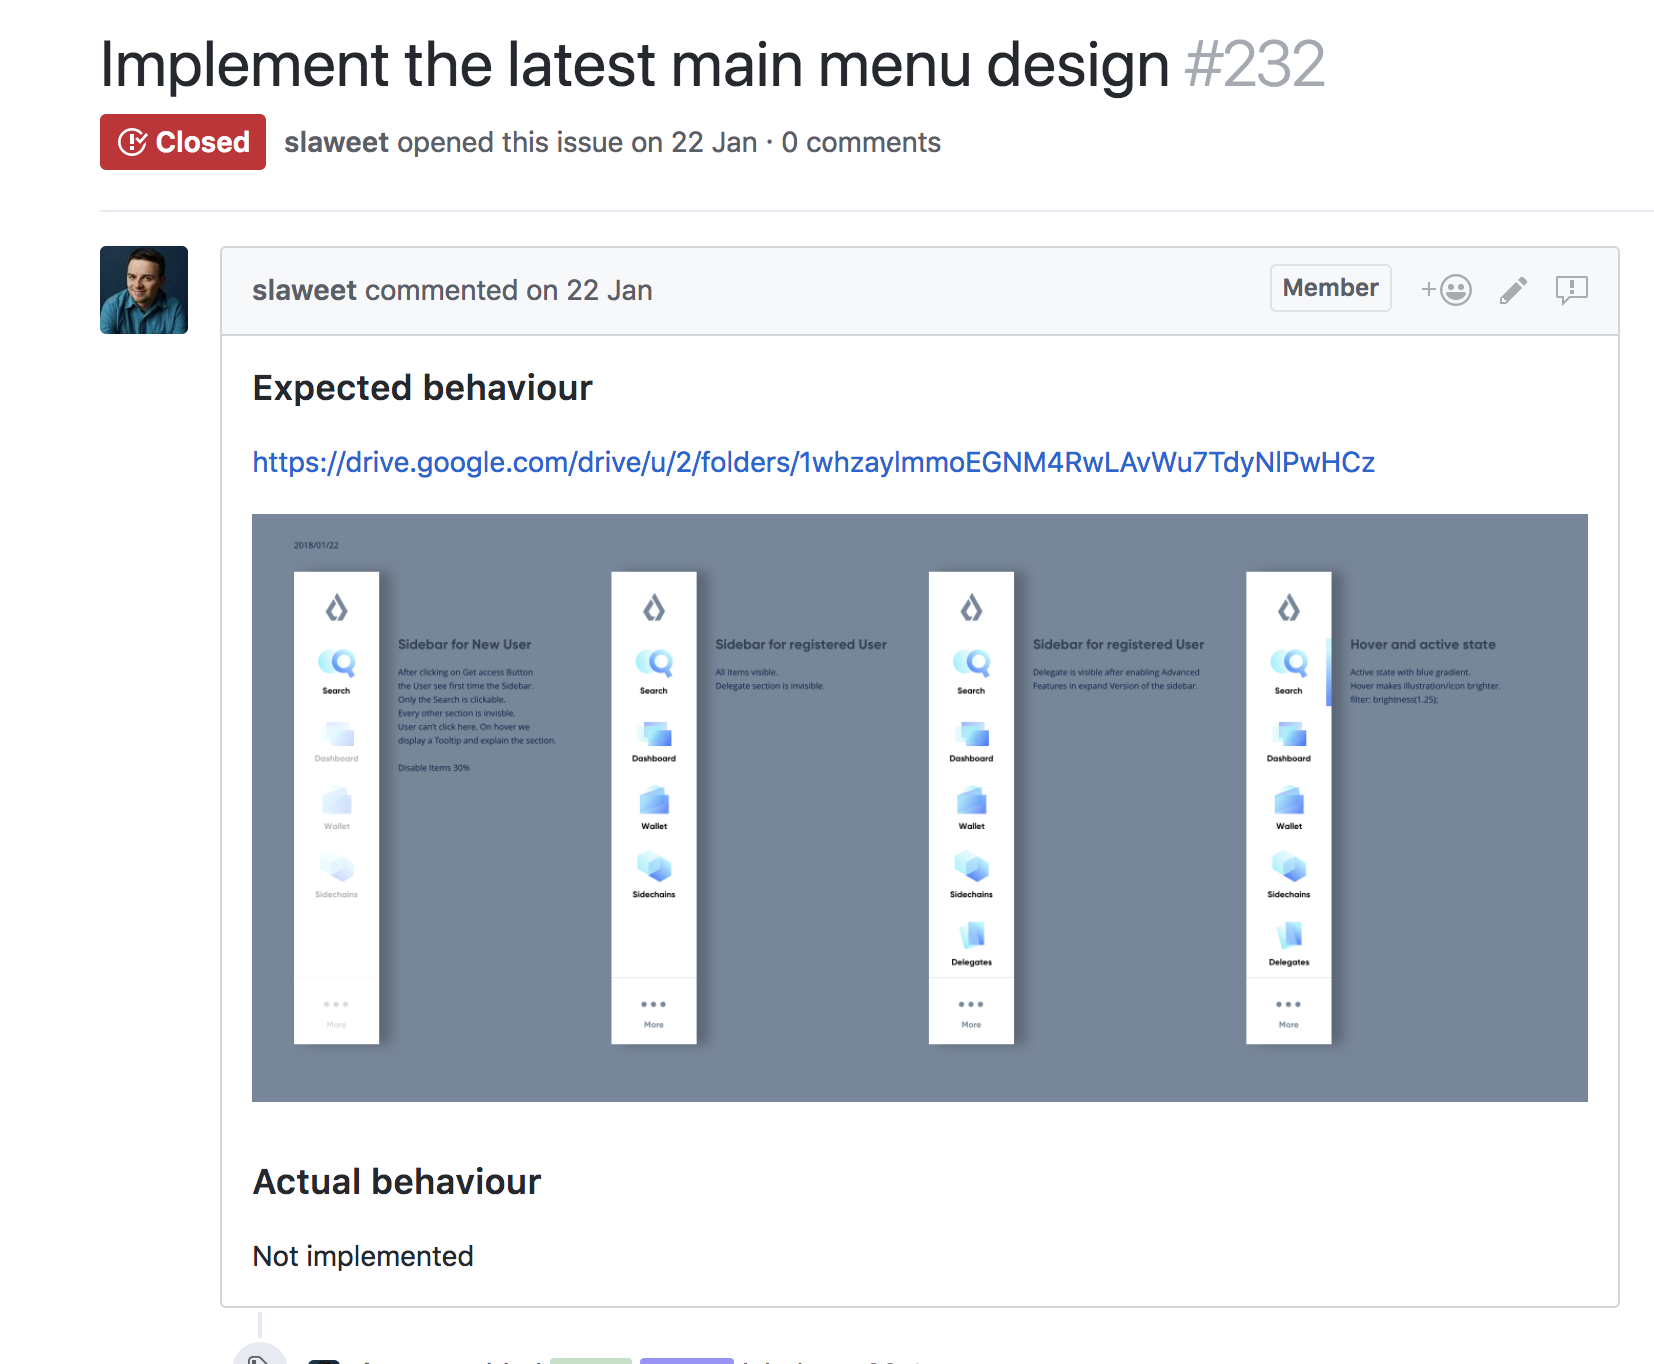 Implement the latest main menu design #232
Closed slaweet opened this issue on 22 Jan · 0 comments
slaweet commented on 22 Jan
Member
Expected behaviour
https://drive.google.com/drive/u/2/folders/1whzaylmmoEGNM4RwLAvWu7TdyNlPwHCz
2018/01/22
Search
Dashboard
Wallet
Sidechains
More
Sidebar for New User
After clicking on Get access Button
the User see first time the Sidebar.
Only the Search is clickable.
Every other section is invisble.
User can't click here. On hover we
display a Tooltip and explain the section.
Disable Items 30%
Search
Dashboard
Wallet
Sidechains
More
Sidebar for registered User
All Items visible.
Delegate section is invisible.
Search
Dashboard
Wallet
Sidechains
Delegates
More
Sidebar for registered User
Delegate is visible after enabling Advanced
Features in expand Version of the sidebar.
Search
Dashboard
Wallet
Sidechains
Delegates
More
Hover and active state
Active state with blue gradient.
Hover makes illustration/icon brighter.
filter: brightness(1.25);
Actual behaviour
Not implemented